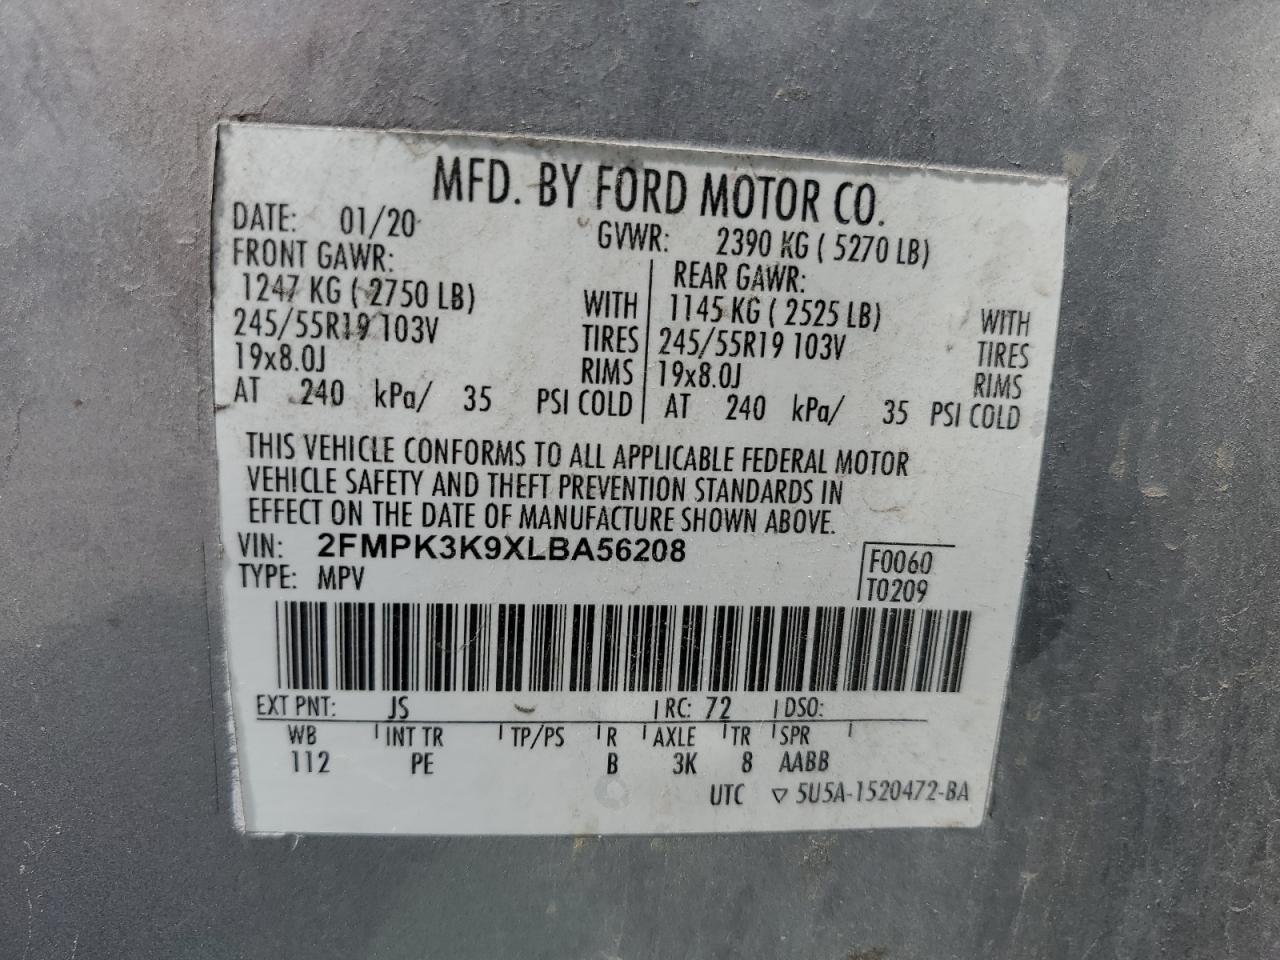 MFD. BY FORD MOTOR CO.
DATE: 01/20 GVWR: 2390 KG ( 5270 LB)
FRONT GAWR: REAR GAWR:
1247 KG ( 2750 LB) WITH 1145 KG ( 2525 LB) WITH
245/55R19 103V TIRES 245/55R19 103V TIRES
19x8.0J RIMS 19x8.0J RIMS
AT 240 kPa/ 35 PSI COLD AT 240 kPa/ 35 PSI COLD
THIS VEHICLE CONFORMS TO ALL APPLICABLE FEDERAL MOTOR
VEHICLE SAFETY AND THEFT PREVENTION STANDARDS IN
EFFECT ON THE DATE OF MANUFACTURE SHOWN ABOVE.
VIN: 2FMPK3K9XLBA56208 F0060
TYPE: MPV T0209
EXT PNT: JS RC: 72 DSO:
WB INT TR TP/PS R AXLE TR SPR
112 PE B 3K 8 AABB
UTC ▽ 5U5A-1520472-BA